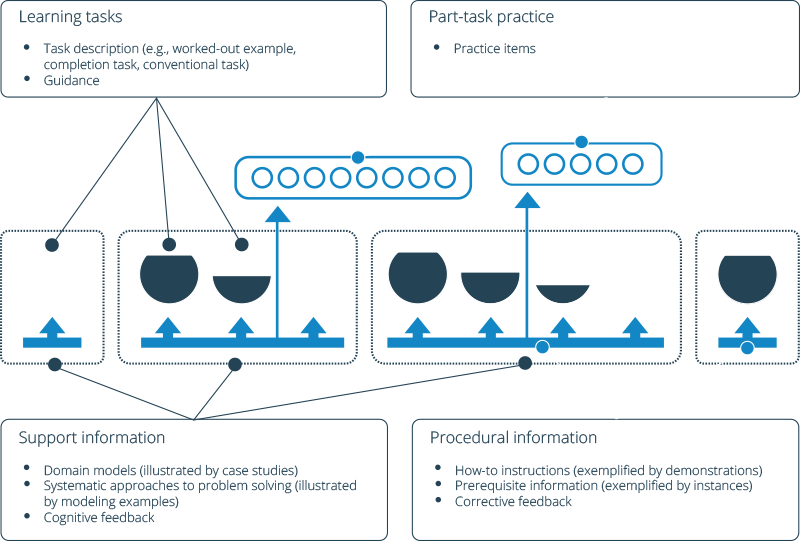 Learning tasks
• Task description (e.g., worked-out example,
completion task, conventional task)
• Guidance
Part-task practice
• Practice items
Support information
• Domain models (illustrated by case studies)
• Systematic approaches to problem solving (illustrated
by modeling examples)
• Cognitive feedback
Procedural information
• How-to instructions (exemplified by demonstrations)
• Prerequisite information (exemplified by instances)
• Corrective feedback